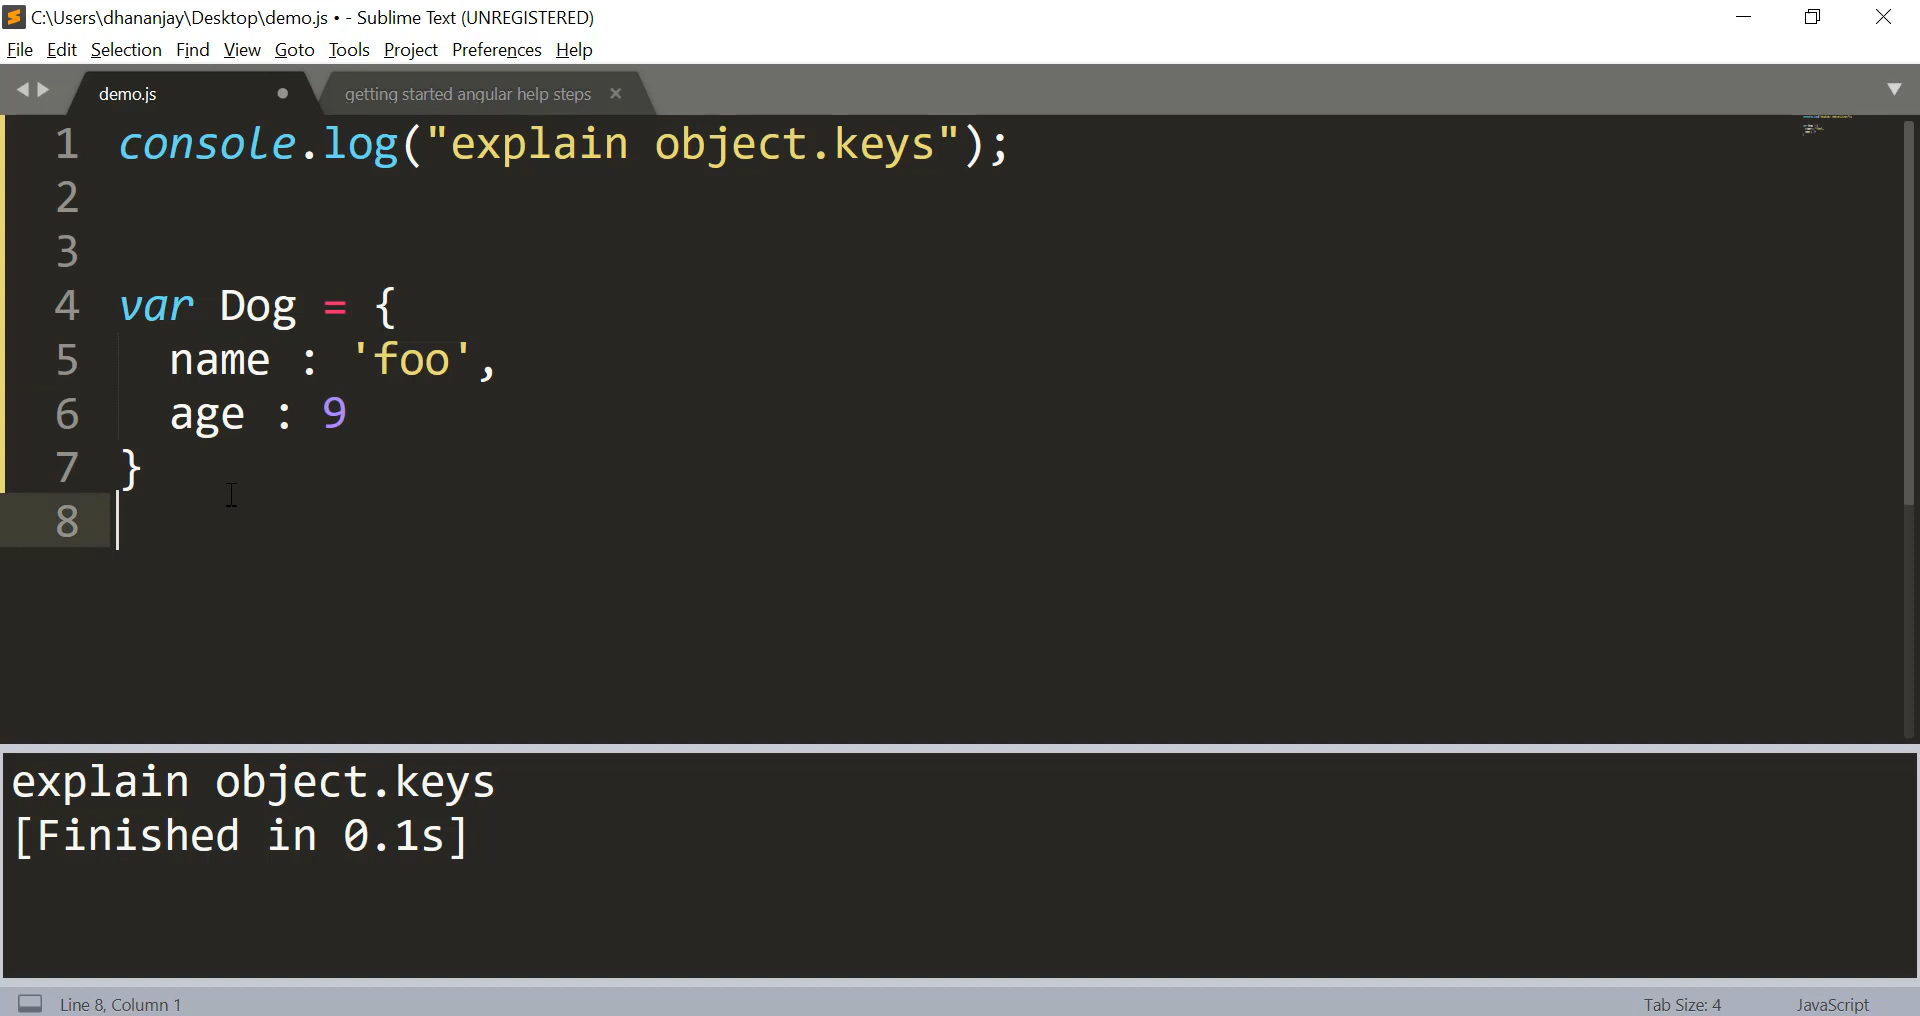 C:\Users\dhananjay\Desktop\demo.js • - Sublime Text (UNREGISTERED)
File Edit Selection Find View Goto Tools Project Preferences Help
demo.js getting started angular help steps
1 console.log("explain object.keys");
2
3
4 var Dog = {
5 name : 'foo',
6 age : 9
7 }
8
explain object.keys
[Finished in 0.1s]
Line 8, Column 1 Tab Size: 4 JavaScript